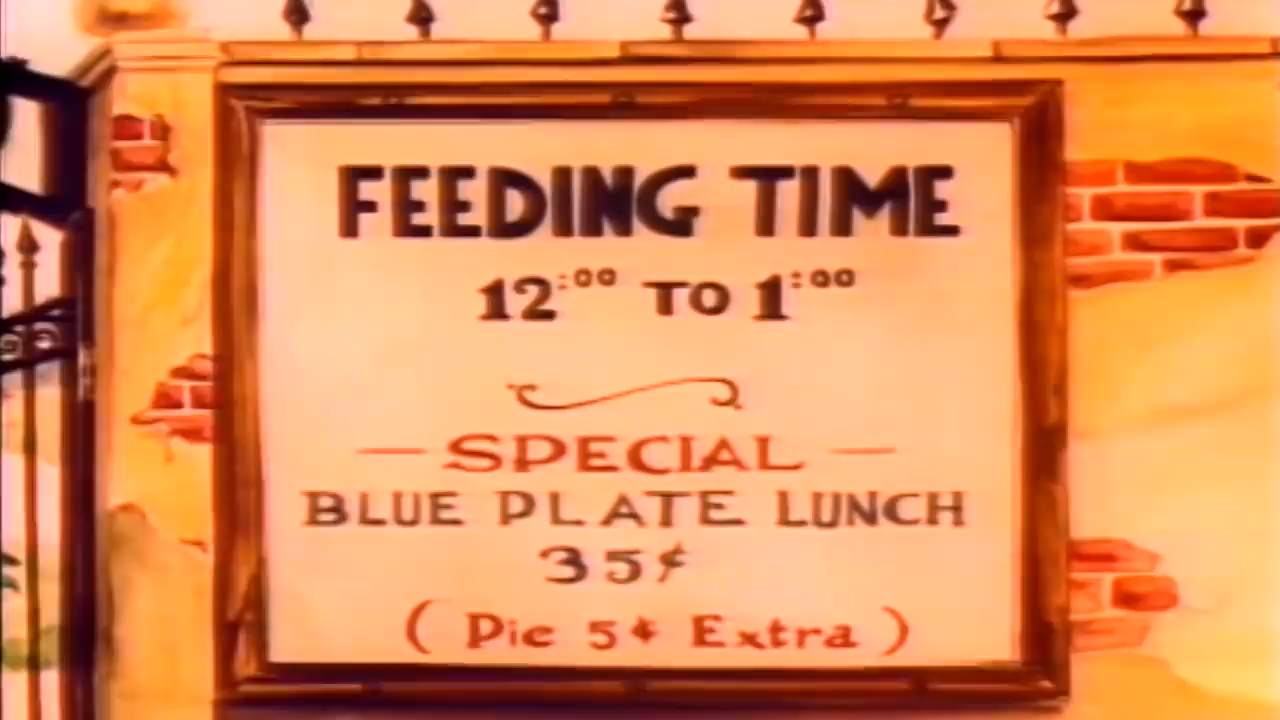 FEEDING TIME
12:00 TO 1:00
— SPECIAL —
BLUE PLATE LUNCH
35¢
( Pie 5¢ Extra )